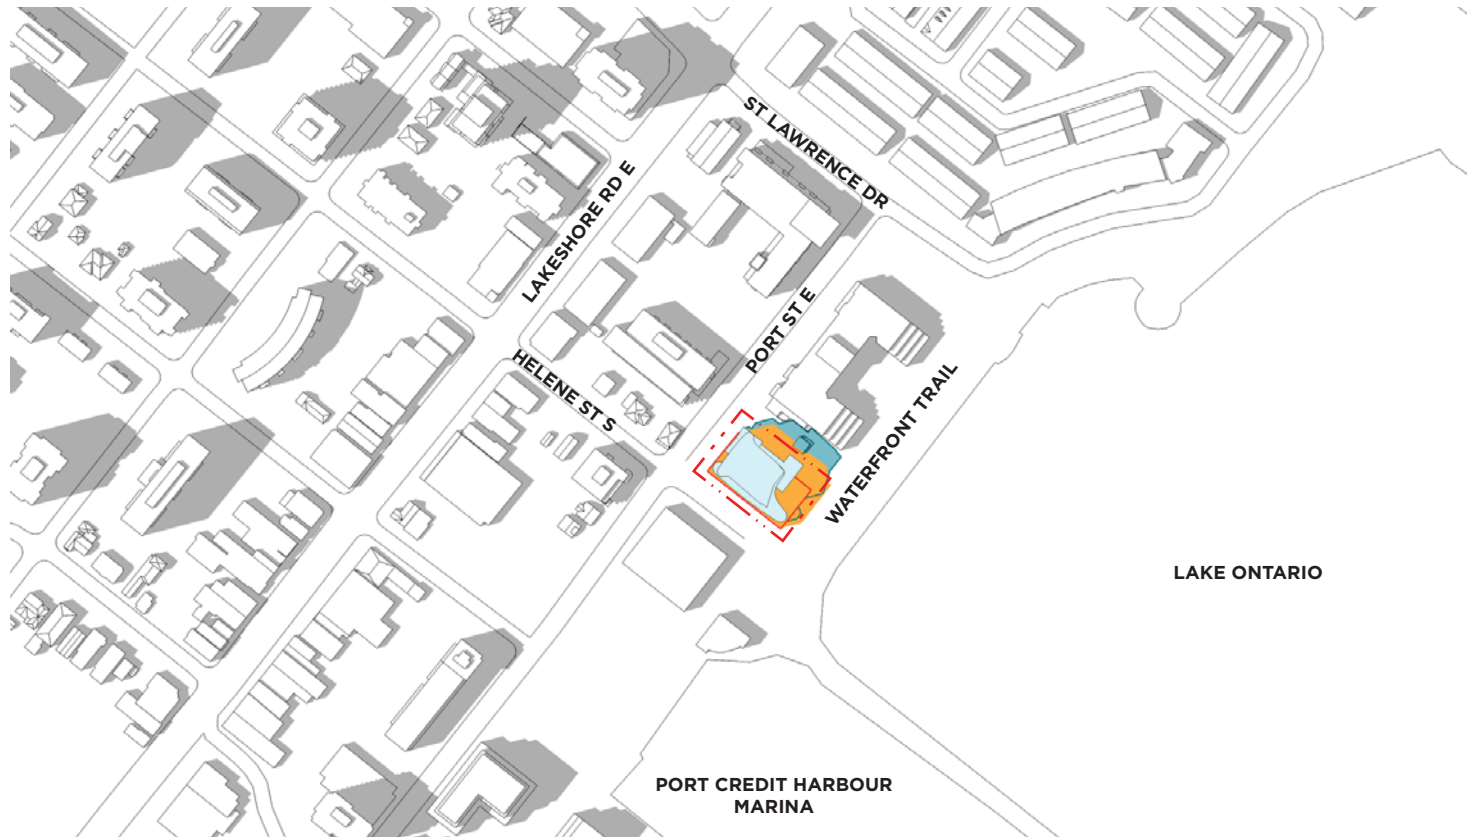 ST LAWRENCE DR
LAKESHORE RD E
PORT ST E
HELENE ST S
WATERFRONT TRAIL
LAKE ONTARIO
PORT CREDIT HARBOUR
MARINA